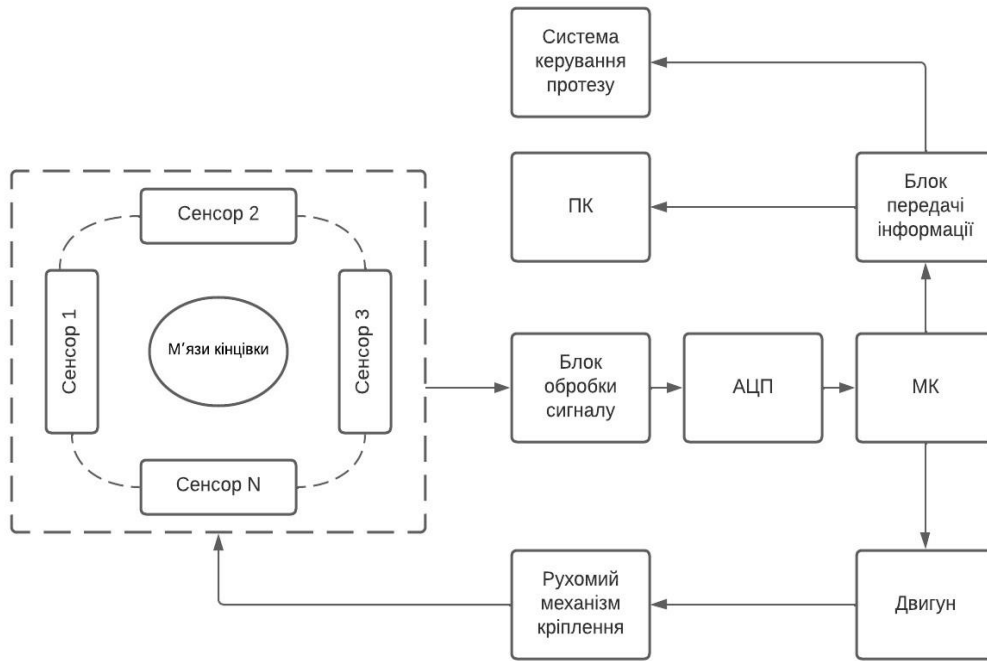 Система
керування
протезу
ПК
Блок
передачі
інформації
Сенсор 2
Сенсор 1
М’язи кінцівки
Сенсор 3
Сенсор N
Блок
обробки
сигналу
АЦП
МК
Рухомий
механізм
кріплення
Двигун